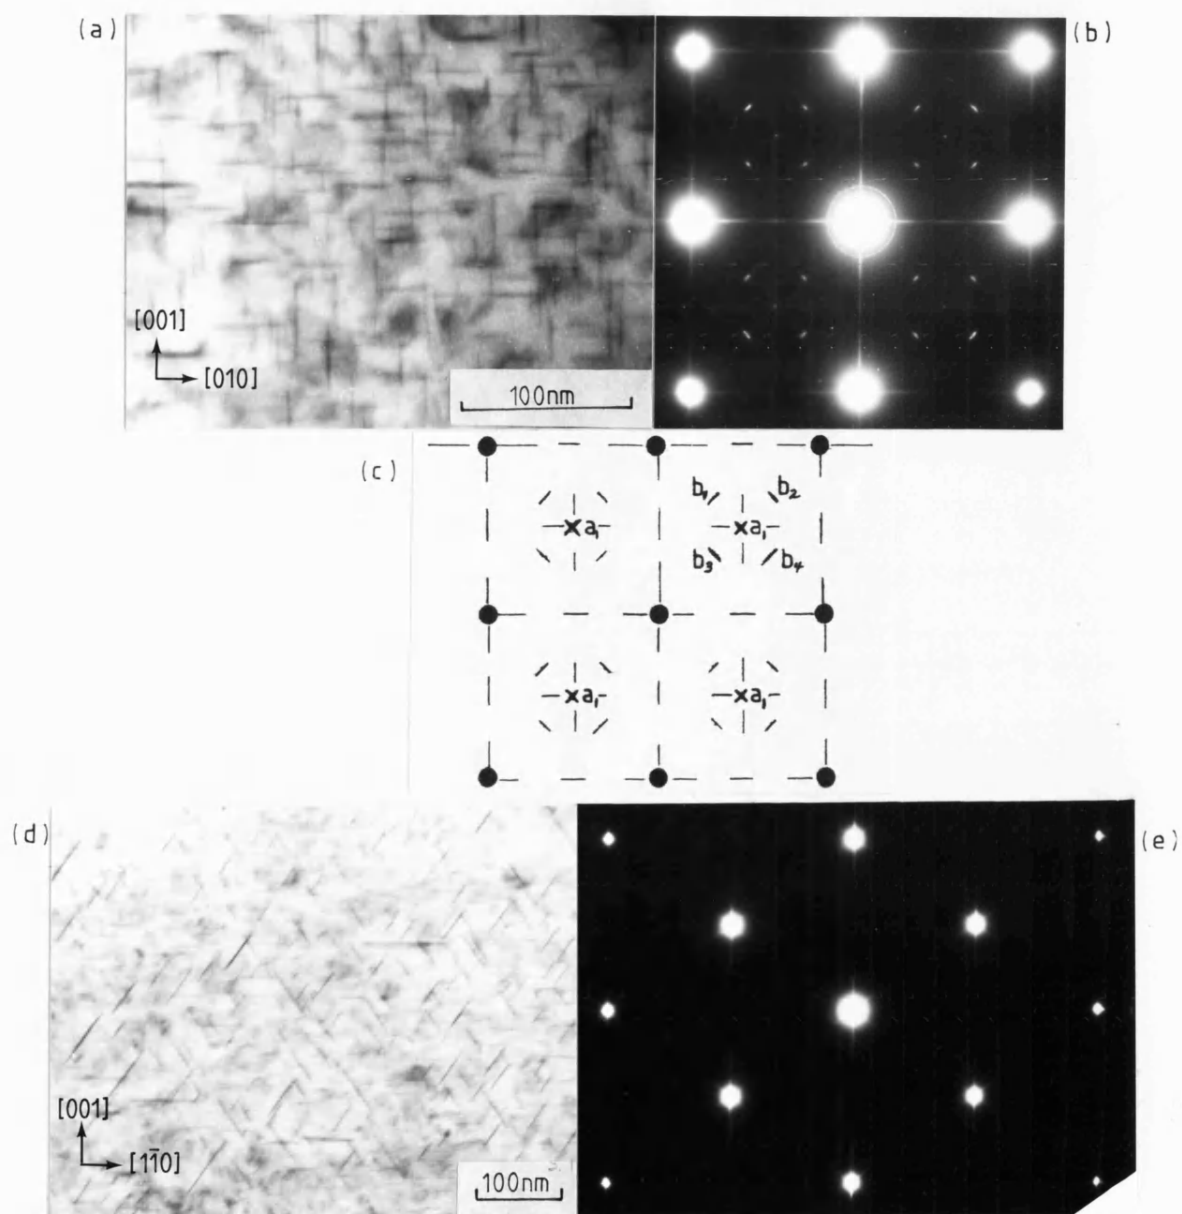 (a)
(b)
[001]
[010]
100nm
(c)
b₁ b₂
a₁ a₁
b₃ b₄
a₁ a₁
(d)
(e)
[001]
[11̄0]
100nm